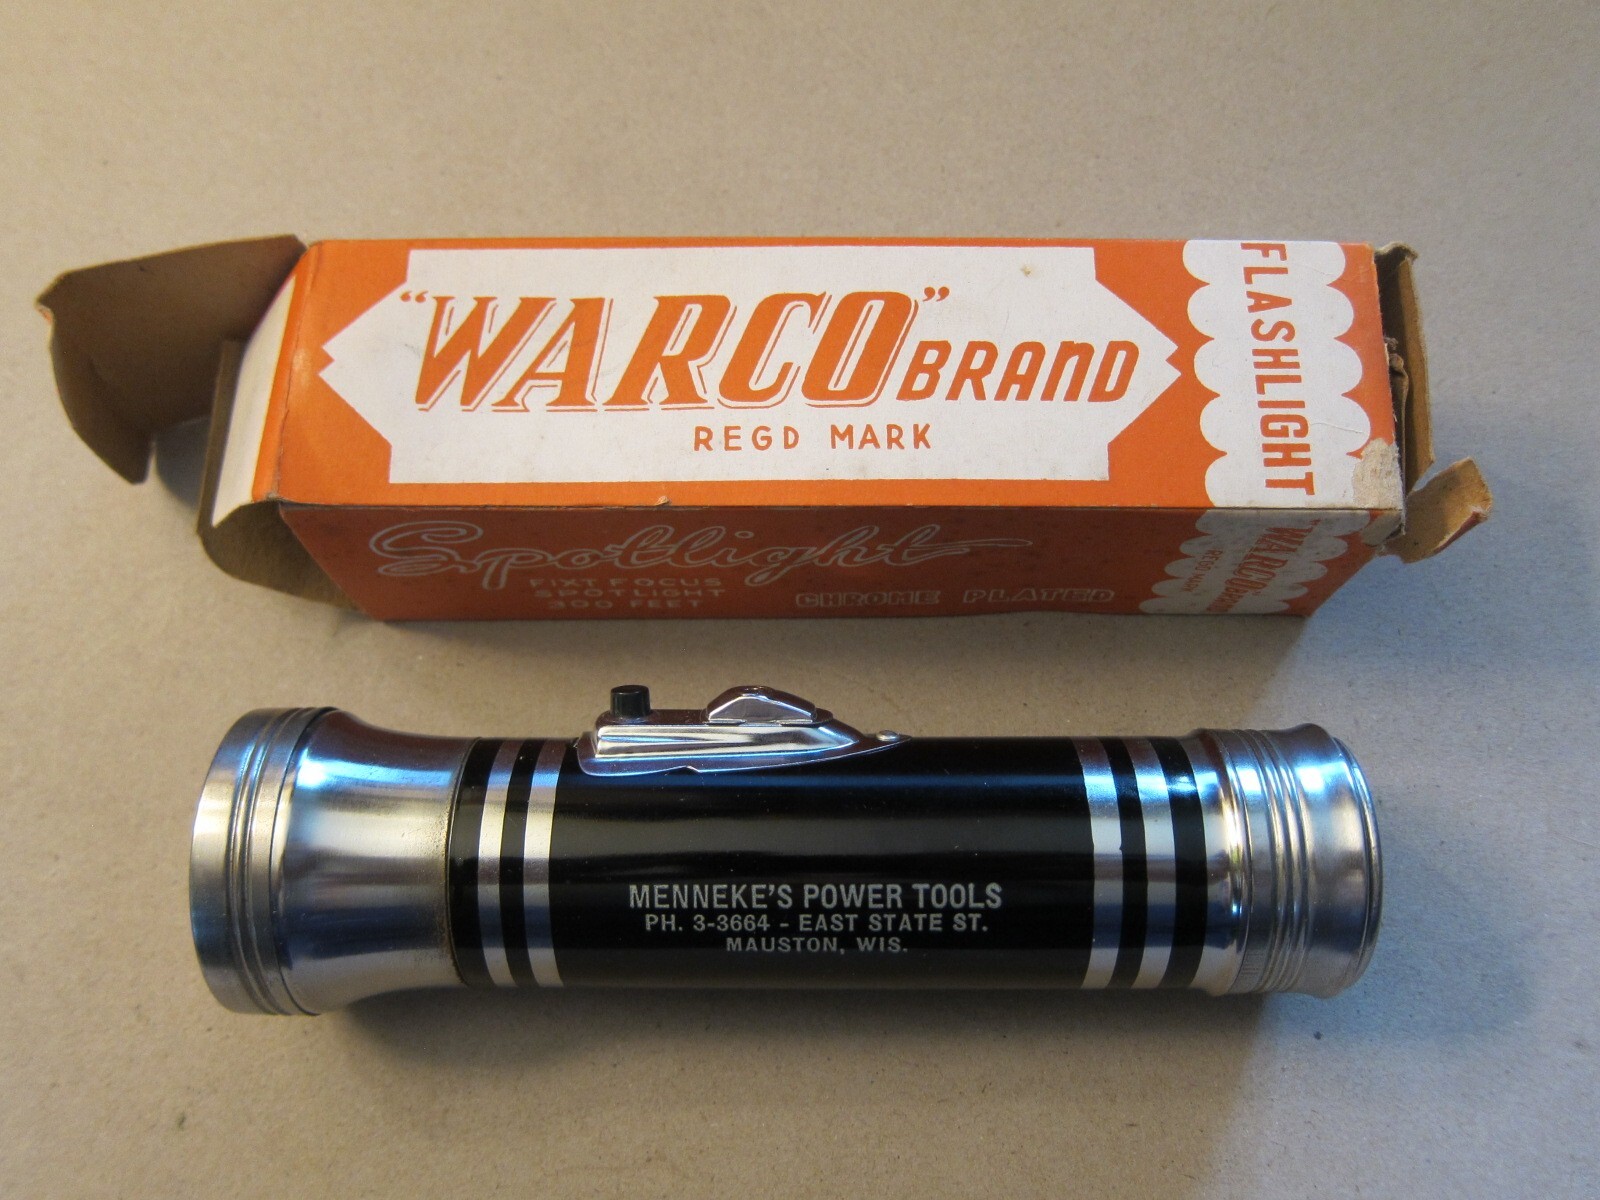 "WARCO" BRAND
REGD MARK
FLASHLIGHT
Spotlight
FIXT FOCUS
SPOTLIGHT
300 FEET
CHROME PLATED
"WARCO" BRAND
REGD MARK
MENNEKE'S POWER TOOLS
PH. 3-3664 - EAST STATE ST.
MAUSTON, WIS.